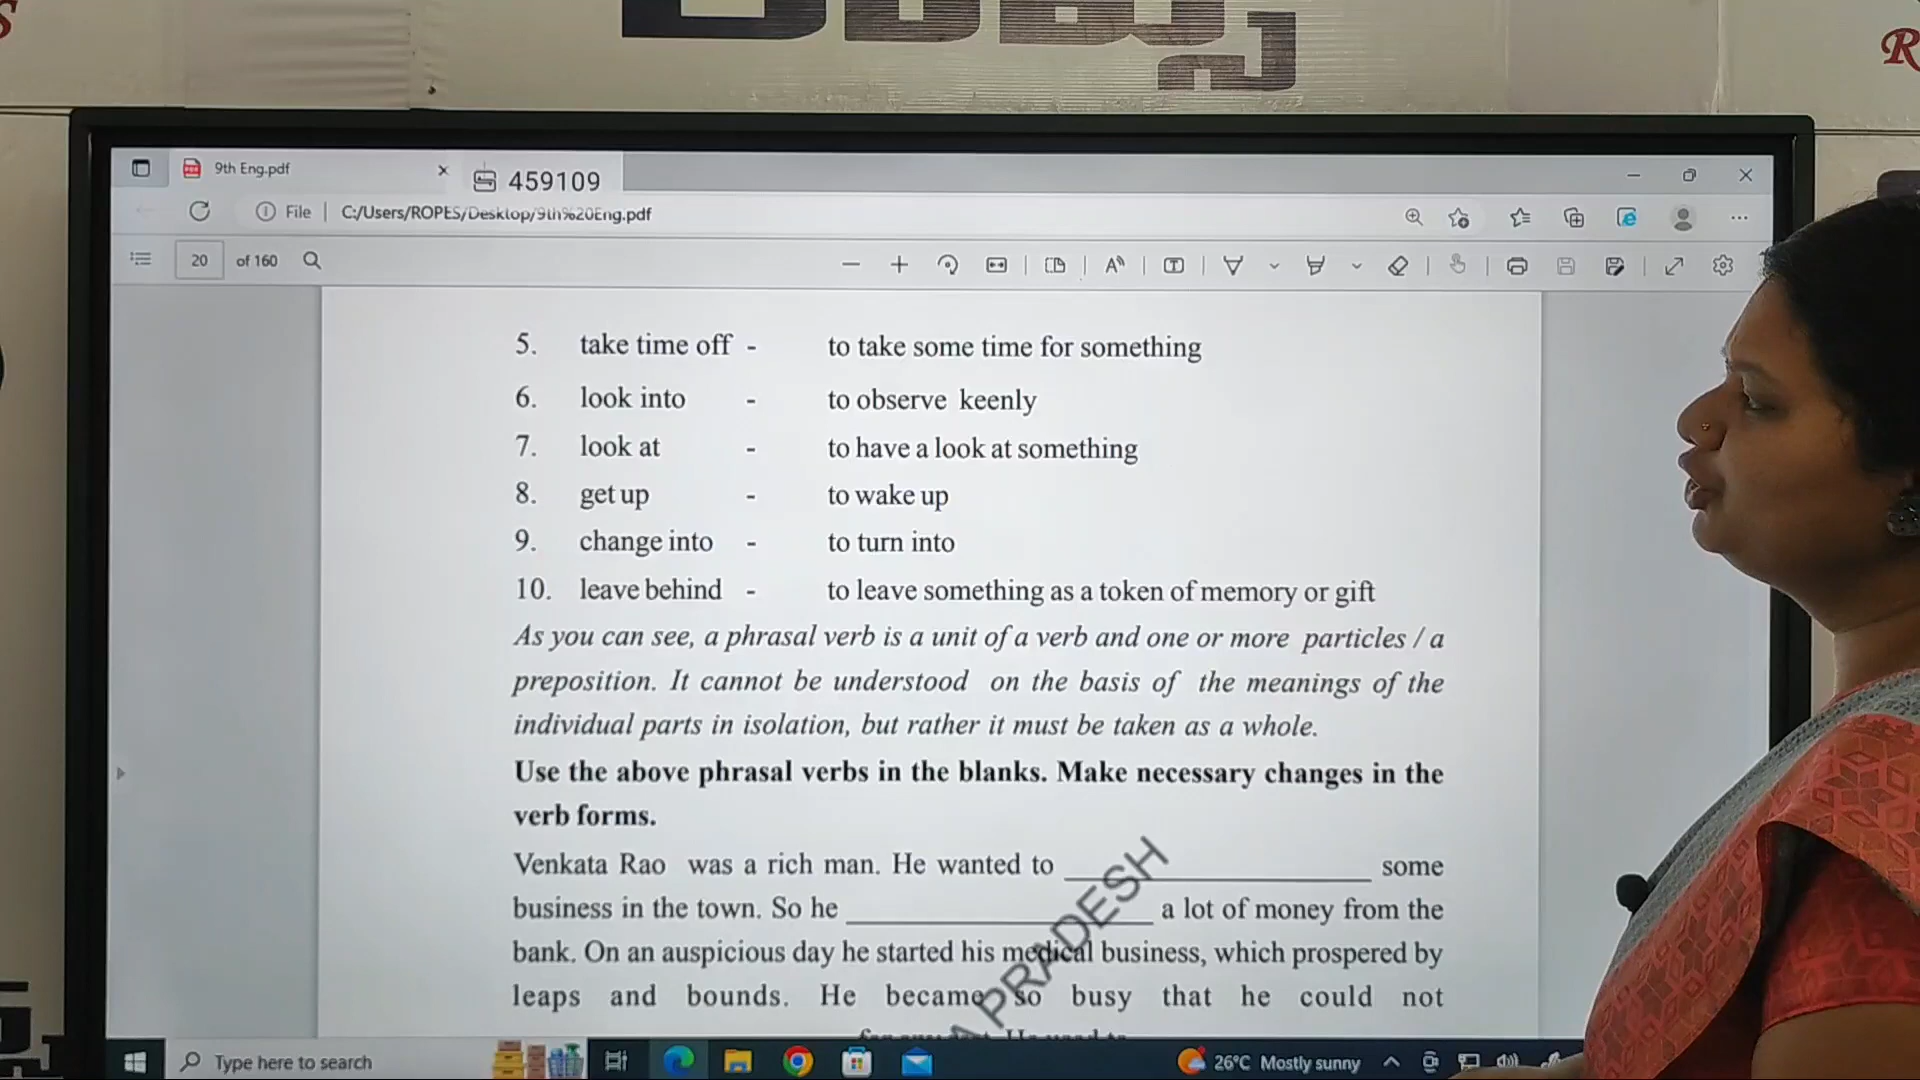 9th Eng.pdf
459109
File C:/Users/ROPES/Desktop/9th%20Eng.pdf
20 of 160
5. take time off - to take some time for something
6. look into - to observe keenly
7. look at - to have a look at something
8. get up - to wake up
9. change into - to turn into
10. leave behind - to leave something as a token of memory or gift
As you can see, a phrasal verb is a unit of a verb and one or more particles / a
preposition. It cannot be understood on the basis of the meanings of the
individual parts in isolation, but rather it must be taken as a whole.
Use the above phrasal verbs in the blanks. Make necessary changes in the
verb forms.
Venkata Rao was a rich man. He wanted to ____________ some
business in the town. So he ____________ a lot of money from the
bank. On an auspicious day he started his medical business, which prospered by
leaps and bounds. He became so busy that he could not
PRADESH
Type here to search
26°C Mostly sunny